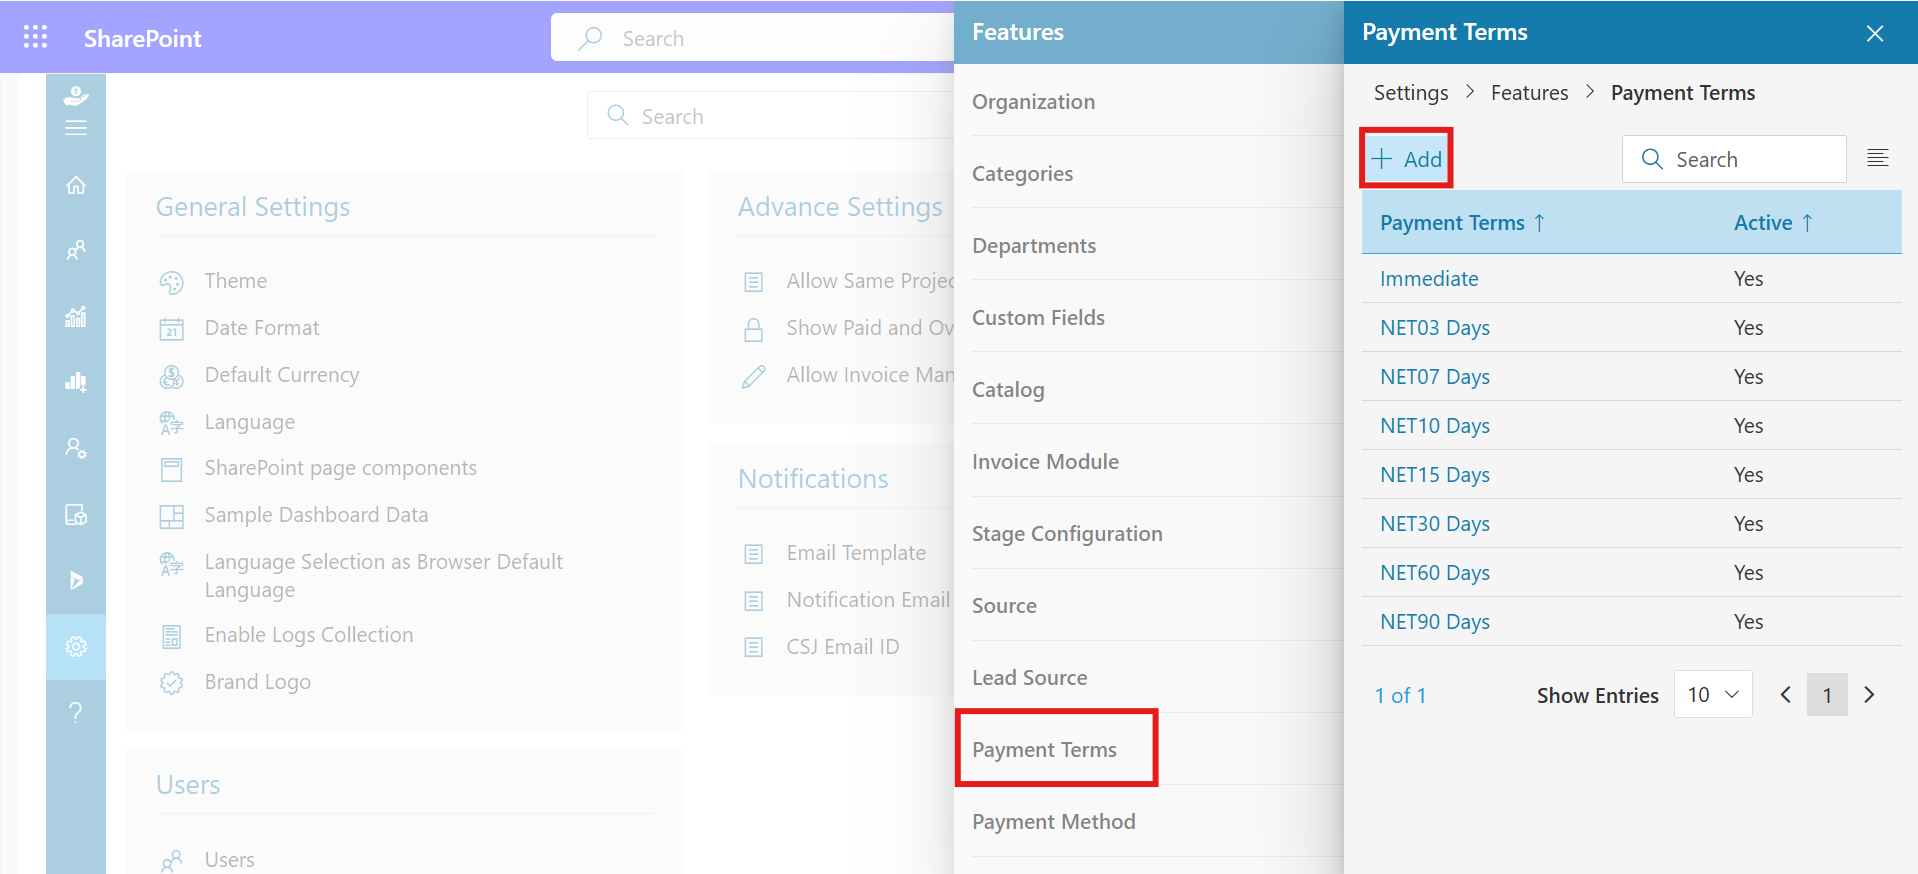 SharePoint
Search
Search
General Settings
Theme
Date Format
Default Currency
Language
SharePoint page components
Sample Dashboard Data
Language Selection as Browser Default
Language
Enable Logs Collection
Brand Logo
Users
Users
Advance Settings
Allow Same Projec
Show Paid and Ov
Allow Invoice Man
Notifications
Email Template
Notification Email
CSJ Email ID
Features
Organization
Categories
Departments
Custom Fields
Catalog
Invoice Module
Stage Configuration
Source
Lead Source
Payment Terms
Payment Method
Payment Terms
Settings > Features > Payment Terms
+ Add
Search
Payment Terms ↑ Active ↑
Immediate Yes
NET03 Days Yes
NET07 Days Yes
NET10 Days Yes
NET15 Days Yes
NET30 Days Yes
NET60 Days Yes
NET90 Days Yes
1 of 1 Show Entries 10 < 1 >